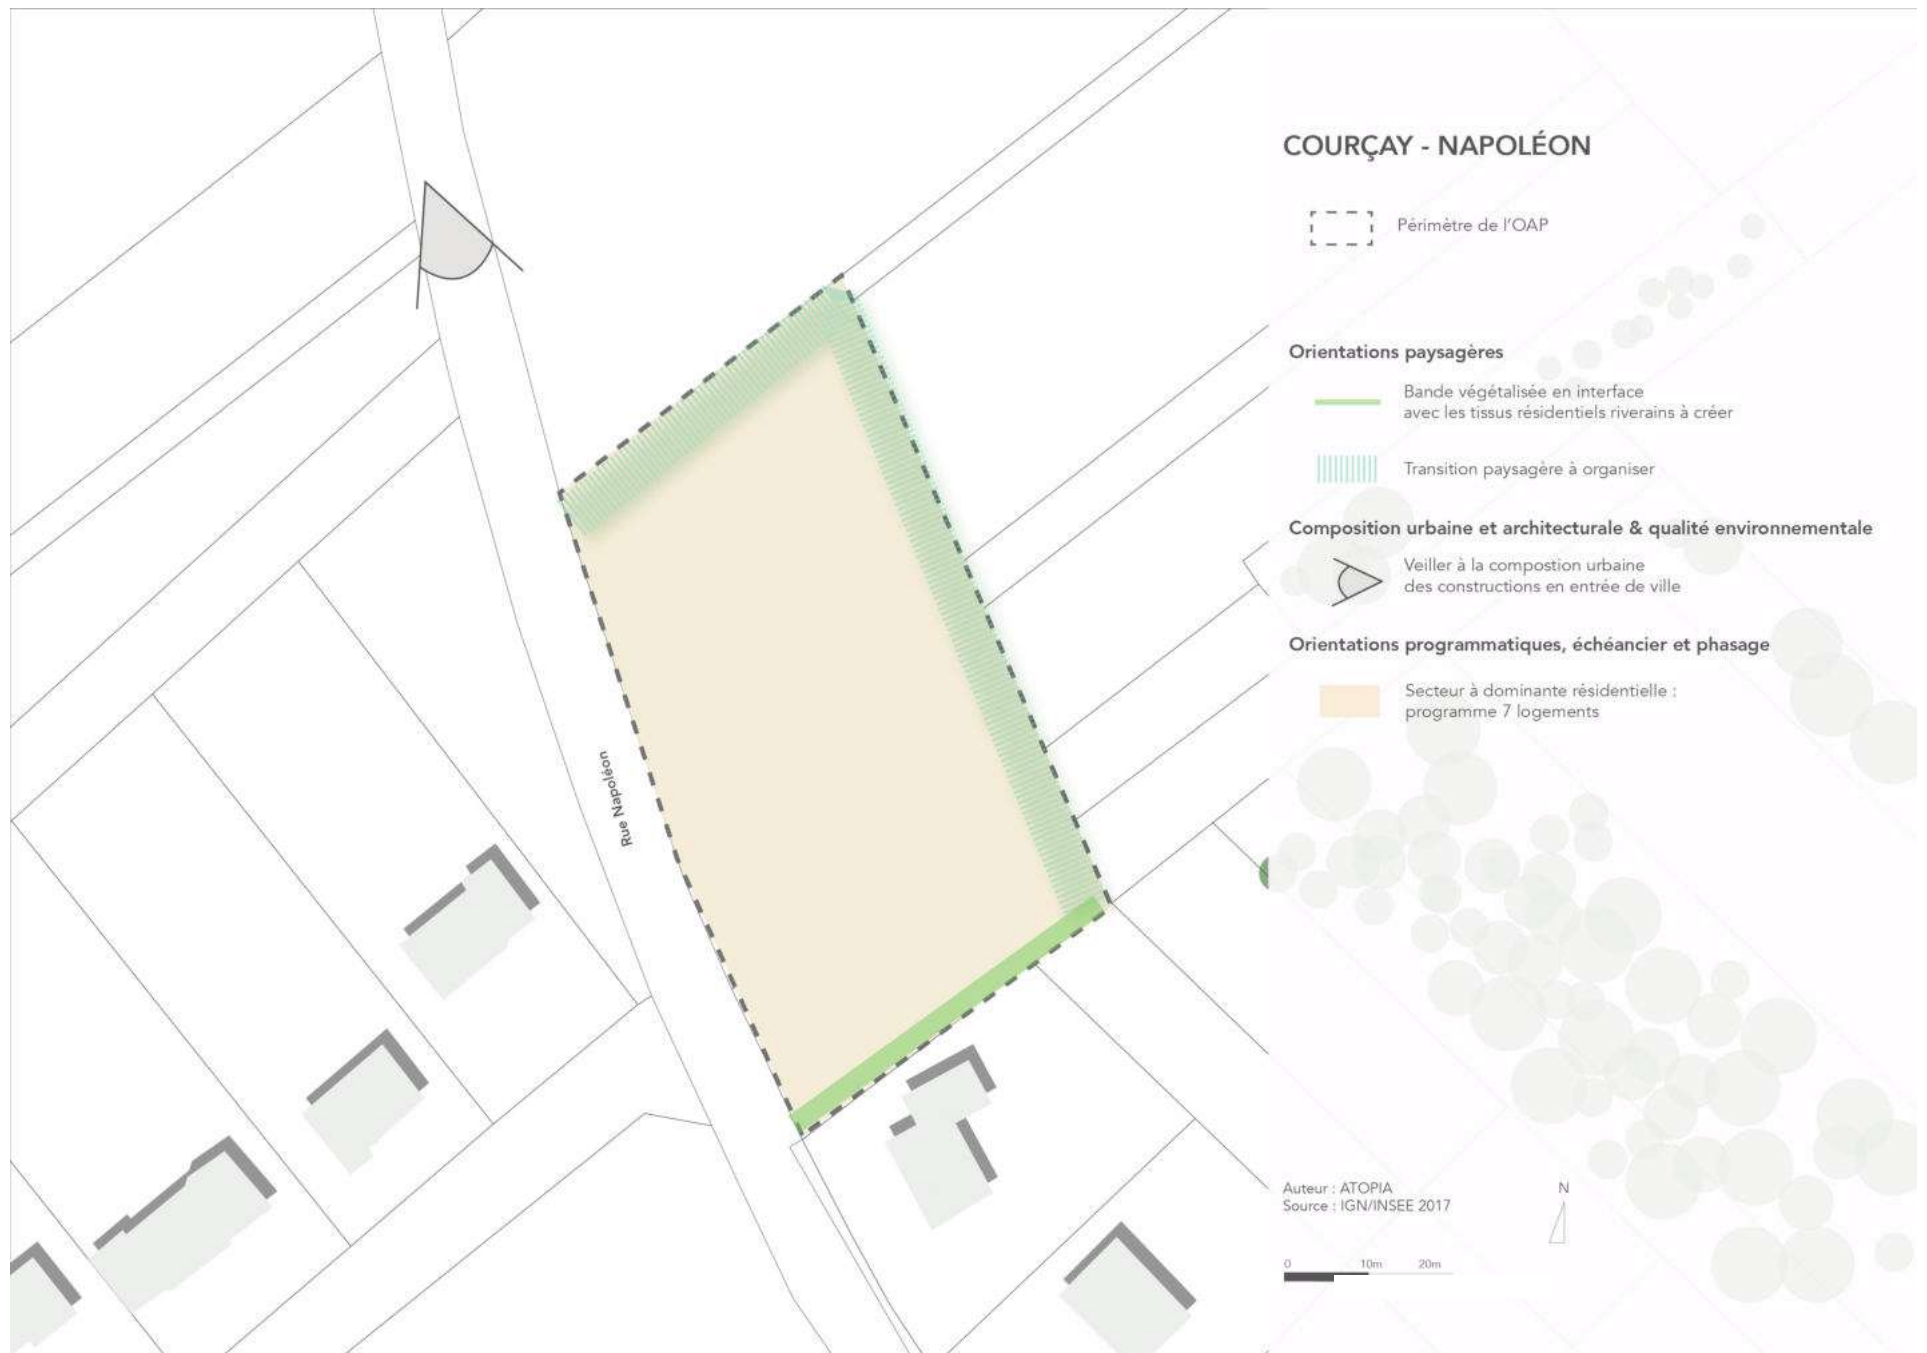 COURÇAY - NAPOLÉON
Périmètre de l'OAP
Orientations paysagères
Bande végétalisée en interface
avec les tissus résidentiels riverains à créer
Transition paysagère à organiser
Composition urbaine et architecturale & qualité environnementale
Veiller à la compostion urbaine
des constructions en entrée de ville
Orientations programmatiques, échéancier et phasage
Secteur à dominante résidentielle :
programme 7 logements
Rue Napoléon
Auteur : ATOPIA
Source : IGN/INSEE 2017
N
0 10m 20m